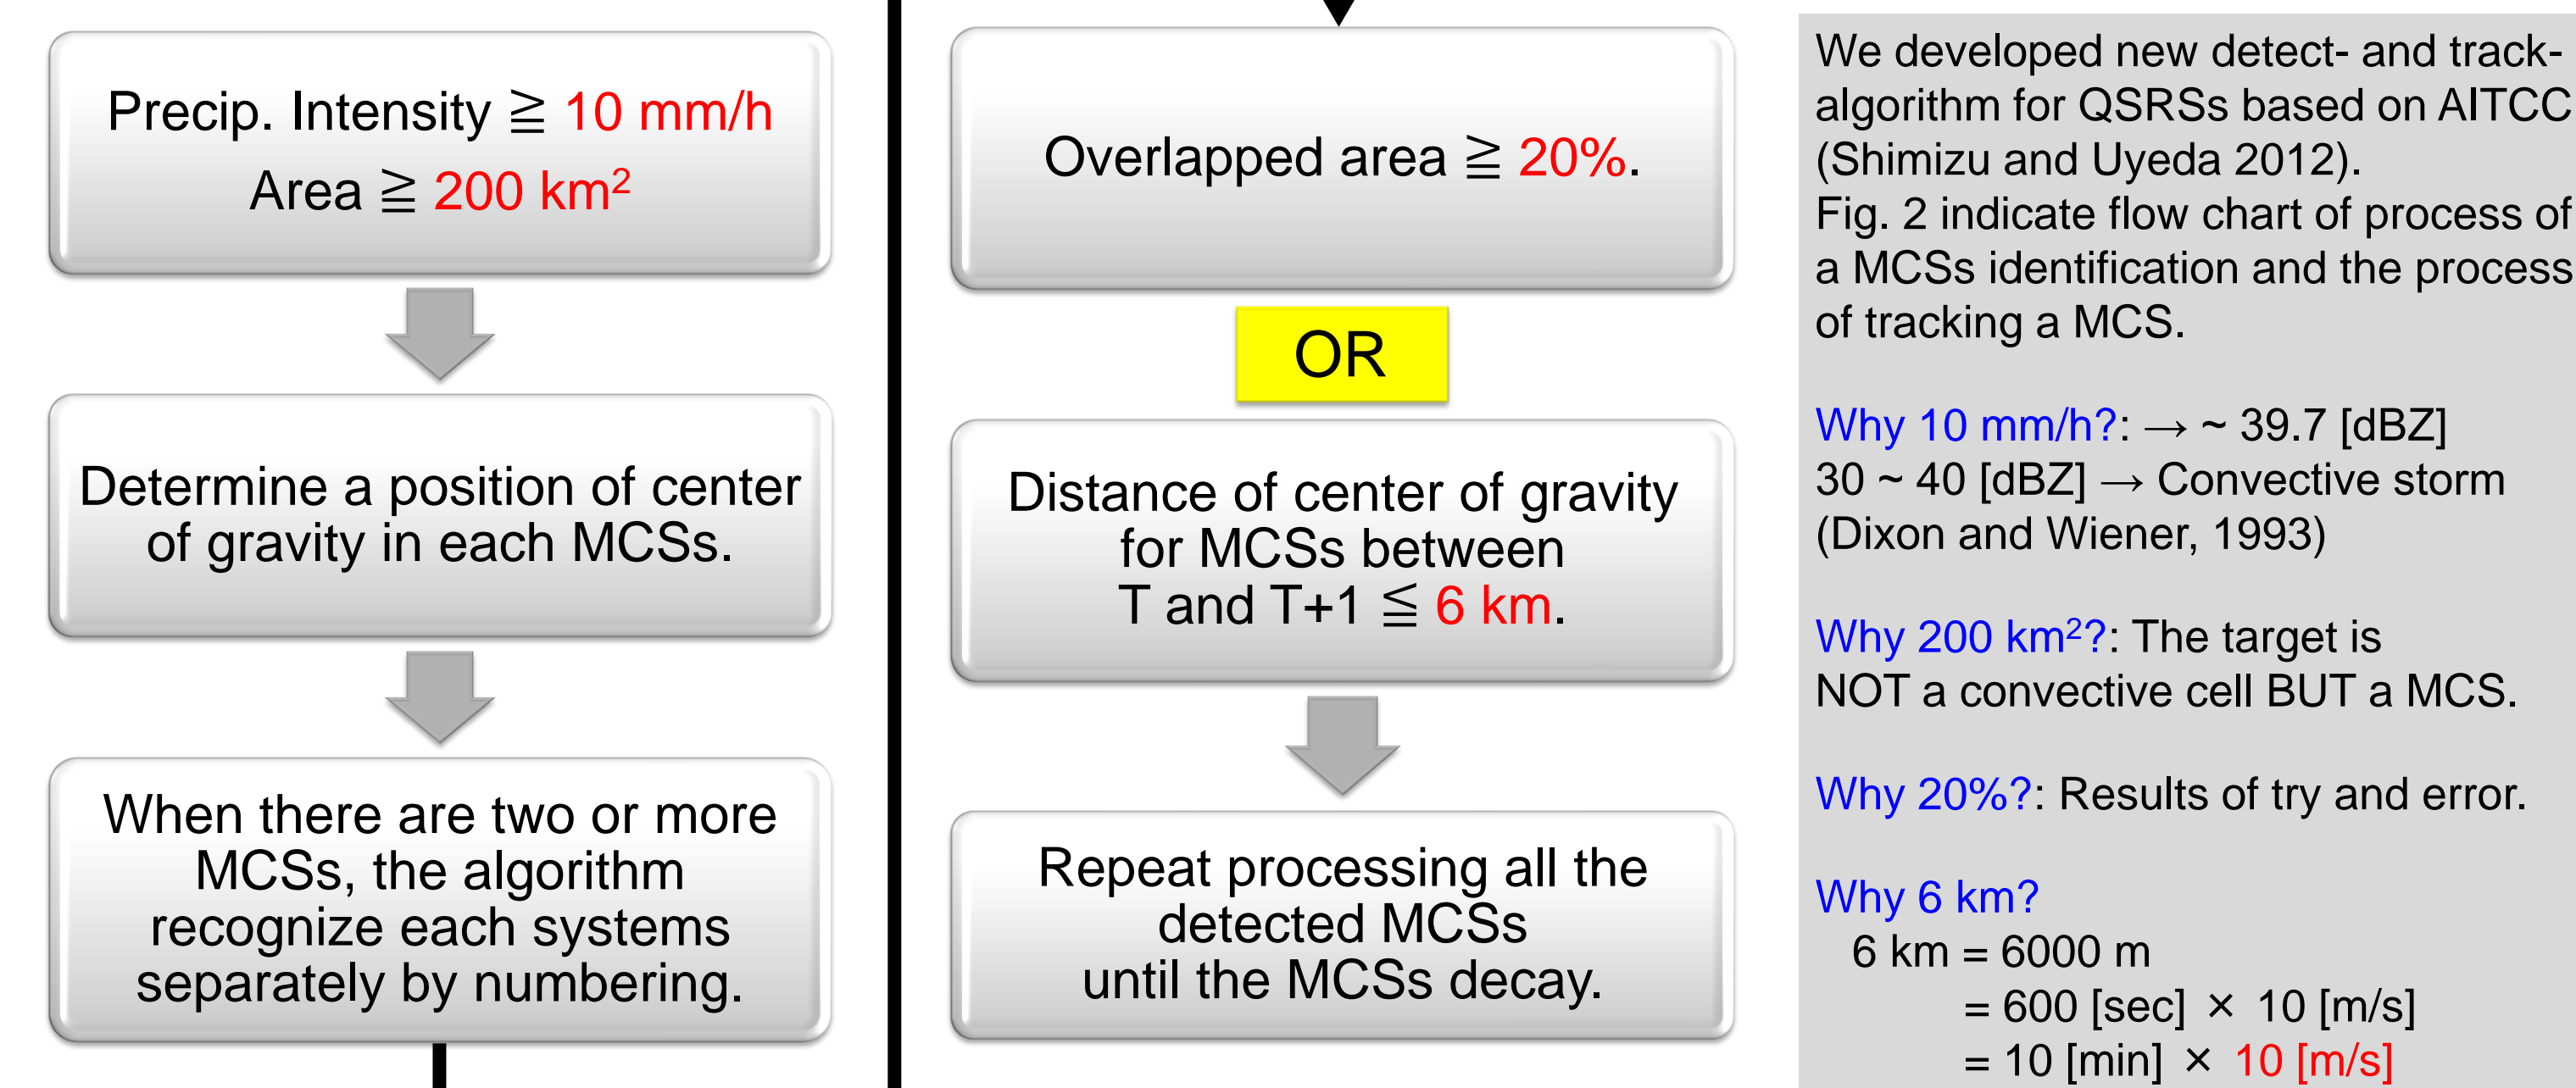 Precip. Intensity ≧ 10 mm/h
Area ≧ 200 km²
Determine a position of center
of gravity in each MCSs.
When there are two or more
MCSs, the algorithm
recognize each systems
separately by numbering.
Overlapped area ≧ 20%.
OR
Distance of center of gravity
for MCSs between
T and T+1 ≦ 6 km.
Repeat processing all the
detected MCSs
until the MCSs decay.
We developed new detect- and track-
algorithm for QSRSs based on AITCC
(Shimizu and Uyeda 2012).
Fig. 2 indicate flow chart of process of
a MCSs identification and the process
of tracking a MCS.
Why 10 mm/h?: → ~ 39.7 [dBZ]
30 ~ 40 [dBZ] → Convective storm
(Dixon and Wiener, 1993)
Why 200 km²?: The target is
NOT a convective cell BUT a MCS.
Why 20%?: Results of try and error.
Why 6 km?
6 km = 6000 m
= 600 [sec] × 10 [m/s]
= 10 [min] × 10 [m/s]